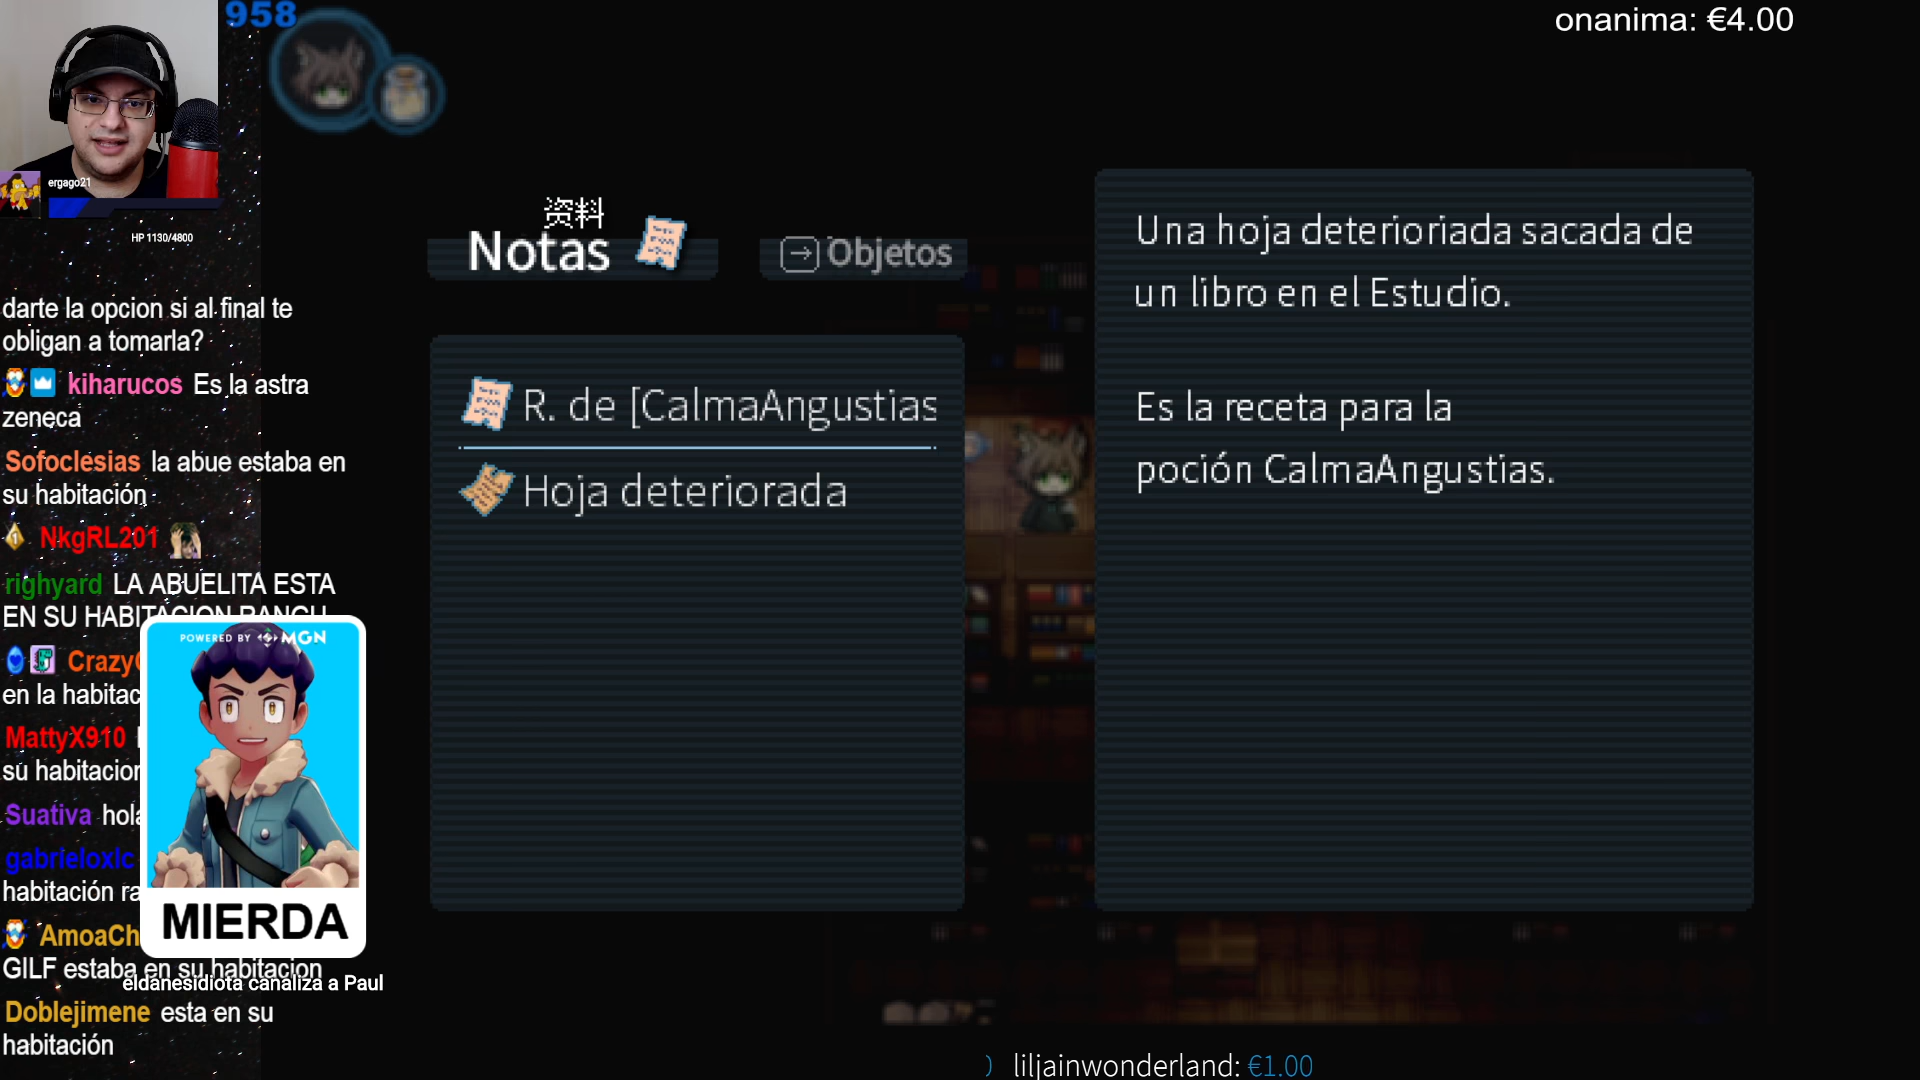 958
onanima: €4.00
ergago21
HP 1130/4800
资料
Notas
Objetos
Una hoja deterioriada sacada de
un libro en el Estudio.
Es la receta para la
poción CalmaAngustias.
R. de [CalmaAngustias
Hoja deteriorada
darte la opcion si al final te
obligan a tomarla?
kiharucos Es la astra
zeneca
Sofoclesias la abue estaba en
su habitación
NkgRL201
righyard LA ABUELITA ESTA
EN SU HABITACION RANGU
en la habitac
MattyX910
su habitacion
Suativa hola
gabrieloxlc
habitación ra
AmoaCh
GILF estaba en su habitacion
Doblejimene esta en su
habitación
POWERED BY MGN
MIERDA
eldanesidiota canaliza a Paul
liljainwonderland: €1.00